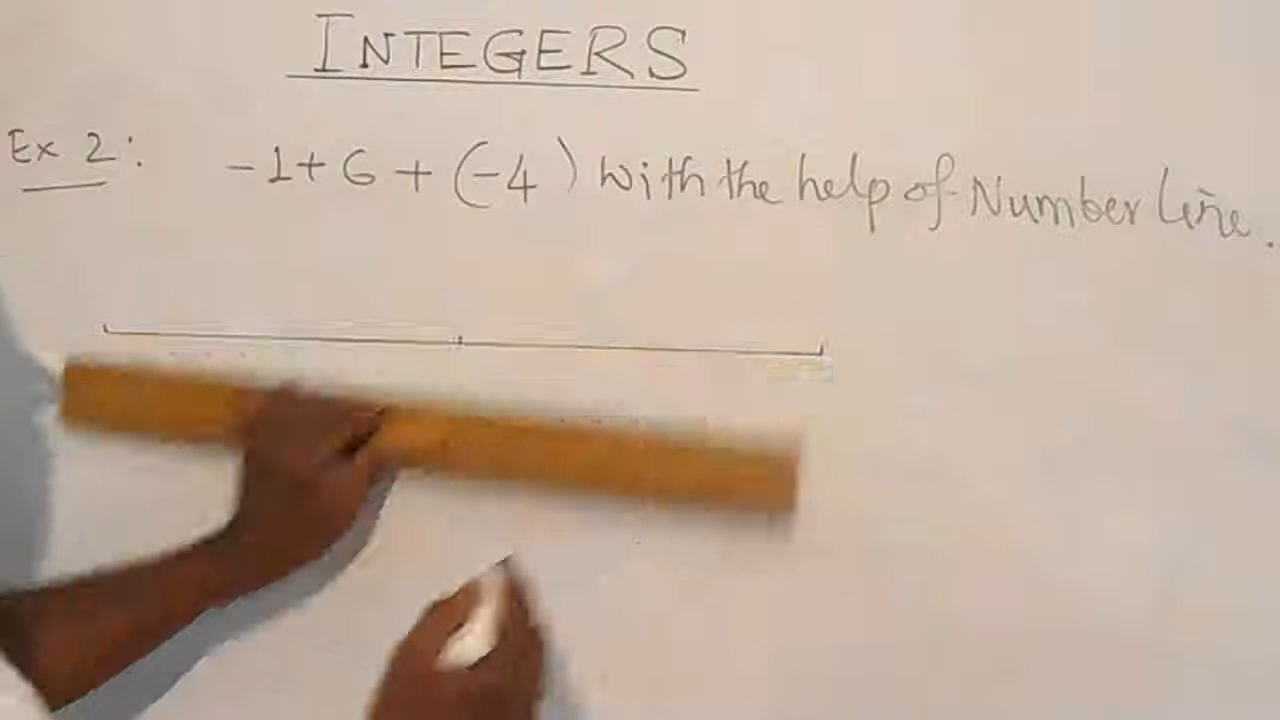 INTEGERS
Ex 2: -1+6+(-4) with the help of Number line.